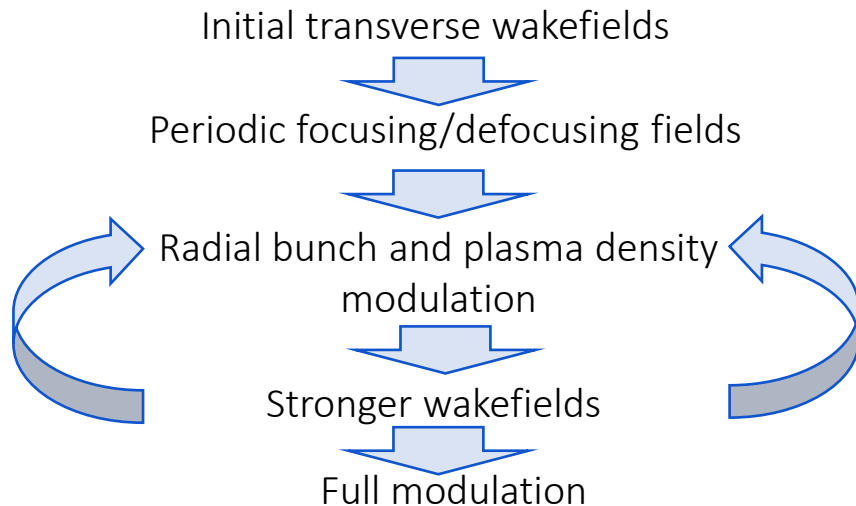 Initial transverse wakefields
Periodic focusing/defocusing fields
Radial bunch and plasma density
modulation
Stronger wakefields
Full modulation